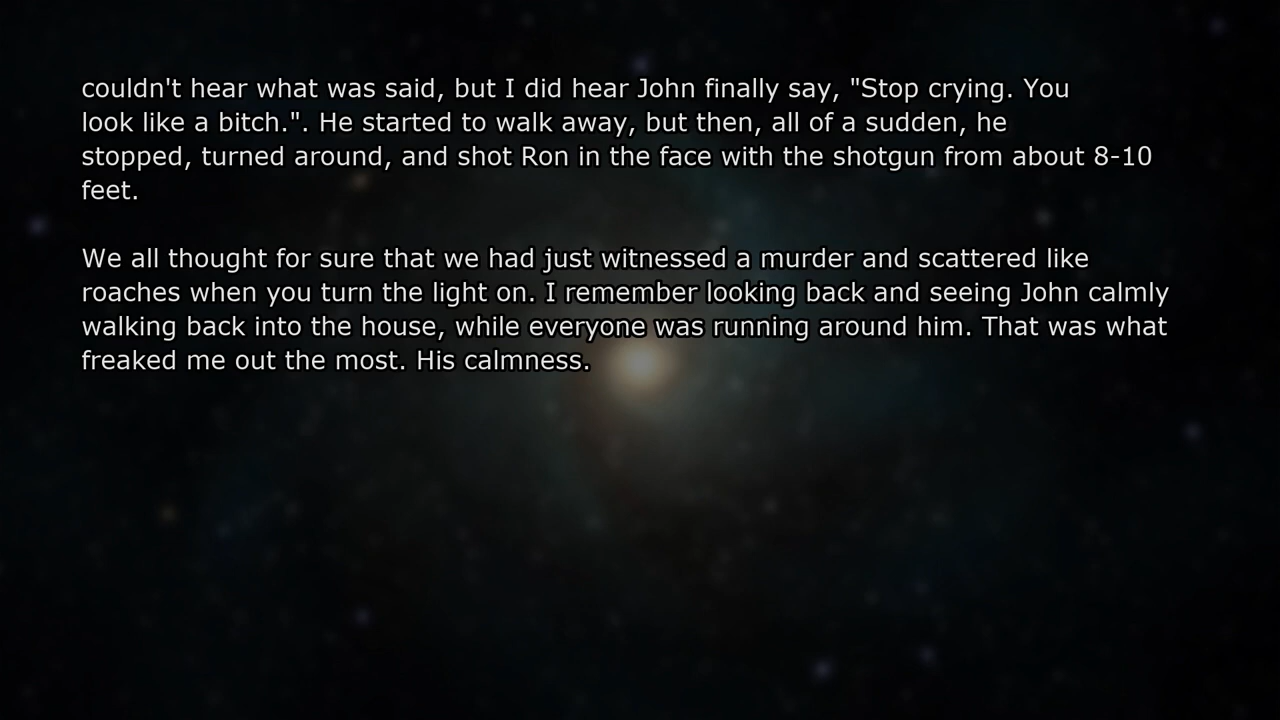 couldn't hear what was said, but I did hear John finally say, "Stop crying. You
look like a bitch.". He started to walk away, but then, all of a sudden, he
stopped, turned around, and shot Ron in the face with the shotgun from about 8-10
feet.
We all thought for sure that we had just witnessed a murder and scattered like
roaches when you turn the light on. I remember looking back and seeing John calmly
walking back into the house, while everyone was running around him. That was what
freaked me out the most. His calmness.